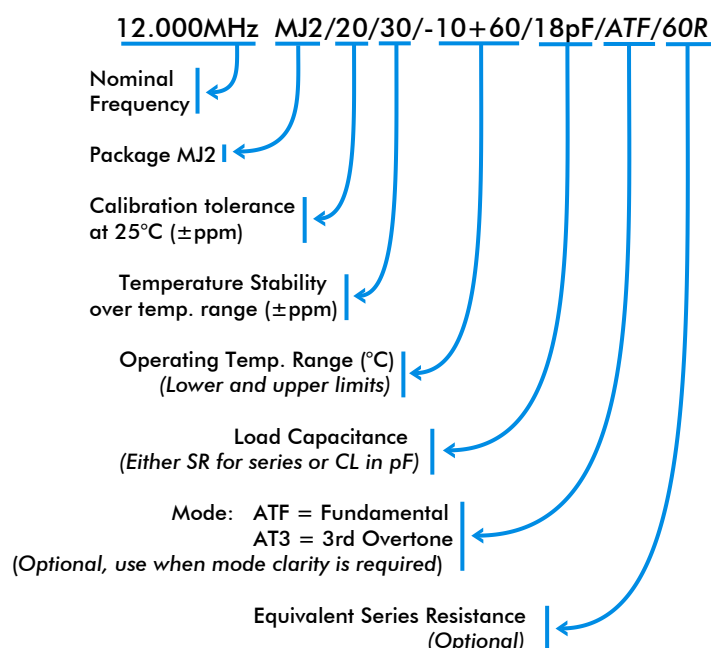 12.000MHz MJ2/20/30/-10+60/18pF/ATF/60R
Nominal
Frequency
Package MJ2
Calibration tolerance
at 25°C (±ppm)
Temperature Stability
over temp. range (±ppm)
Operating Temp. Range (°C)
(Lower and upper limits)
Load Capacitance
(Either SR for series or CL in pF)
Mode: ATF = Fundamental
AT3 = 3rd Overtone
(Optional, use when mode clarity is required)
Equivalent Series Resistance
(Optional)